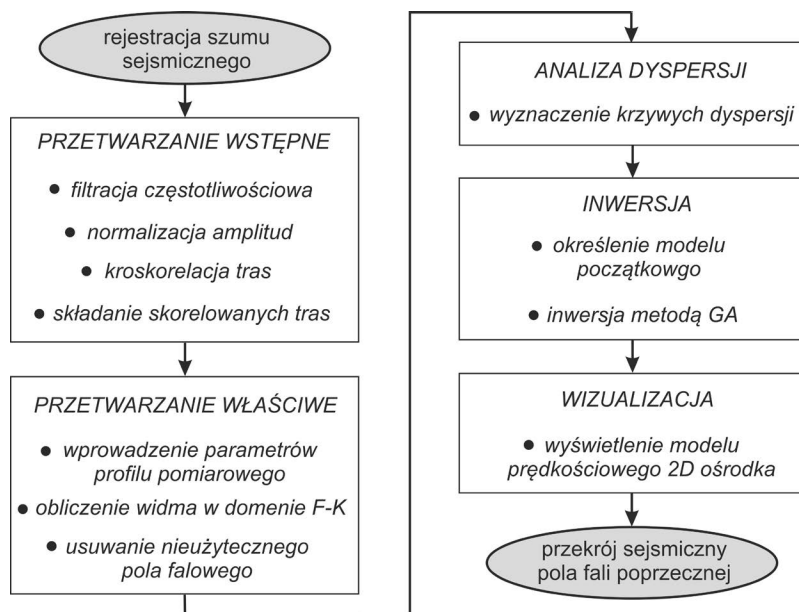 rejestracja szumu
sejsmicznego
PRZETWARZANIE WSTĘPNE
● filtracja częstotliwościowa
● normalizacja amplitud
● kroskorelacja tras
● składanie skorelowanych tras
PRZETWARZANIE WŁAŚCIWE
● wprowadzenie parametrów
profilu pomiarowego
● obliczenie widma w domenie F-K
● usuwanie nieużytecznego
pola falowego
ANALIZA DYSPERSJI
● wyznaczenie krzywych dyspersji
INWERSJA
● określenie modelu
początkowgo
● inwersja metodą GA
WIZUALIZACJA
● wyświetlenie modelu
prędkościowego 2D ośrodka
przekrój sejsmiczny
pola fali poprzecznej